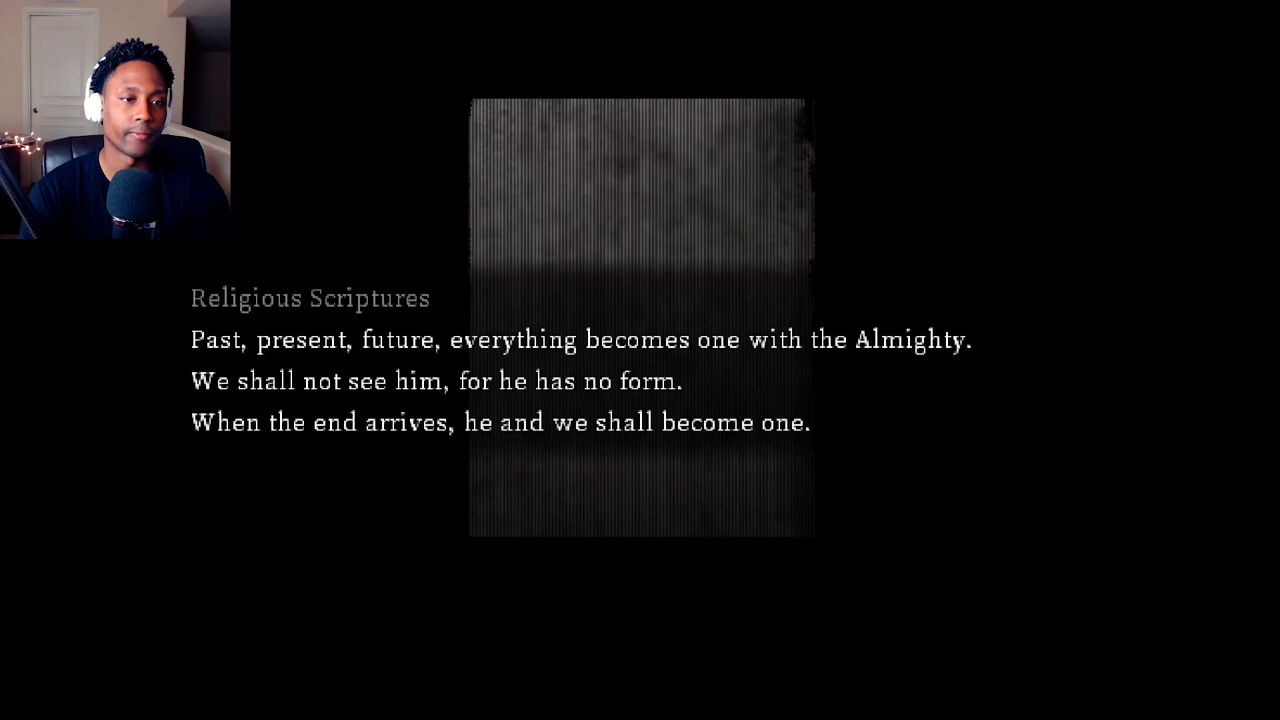 Religious Scriptures
Past, present, future, everything becomes one with the Almighty.
We shall not see him, for he has no form.
When the end arrives, he and we shall become one.